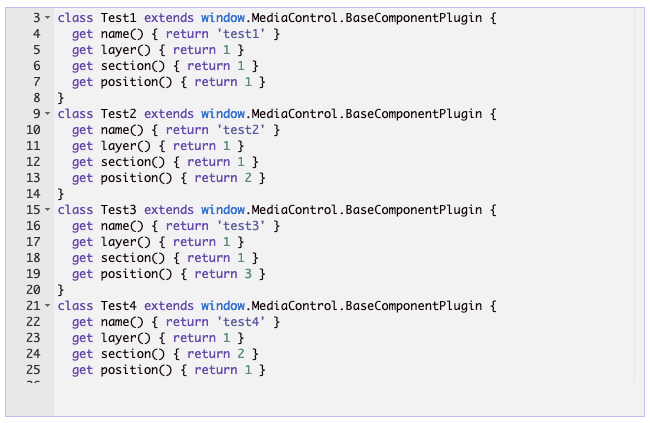 3 class Test1 extends window.MediaControl.BaseComponentPlugin {
4 get name() { return 'test1' }
5 get layer() { return 1 }
6 get section() { return 1 }
7 get position() { return 1 }
8 }
9 class Test2 extends window.MediaControl.BaseComponentPlugin {
10 get name() { return 'test2' }
11 get layer() { return 1 }
12 get section() { return 1 }
13 get position() { return 2 }
14 }
15 class Test3 extends window.MediaControl.BaseComponentPlugin {
16 get name() { return 'test3' }
17 get layer() { return 1 }
18 get section() { return 1 }
19 get position() { return 3 }
20 }
21 class Test4 extends window.MediaControl.BaseComponentPlugin {
22 get name() { return 'test4' }
23 get layer() { return 1 }
24 get section() { return 2 }
25 get position() { return 1 }